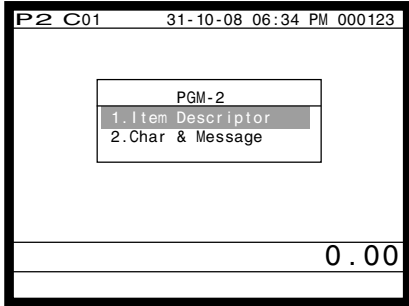 P2 C01 31-10-08 06:34 PM 000123
PGM-2
1.Item Descriptor
2.Char & Message
0.00